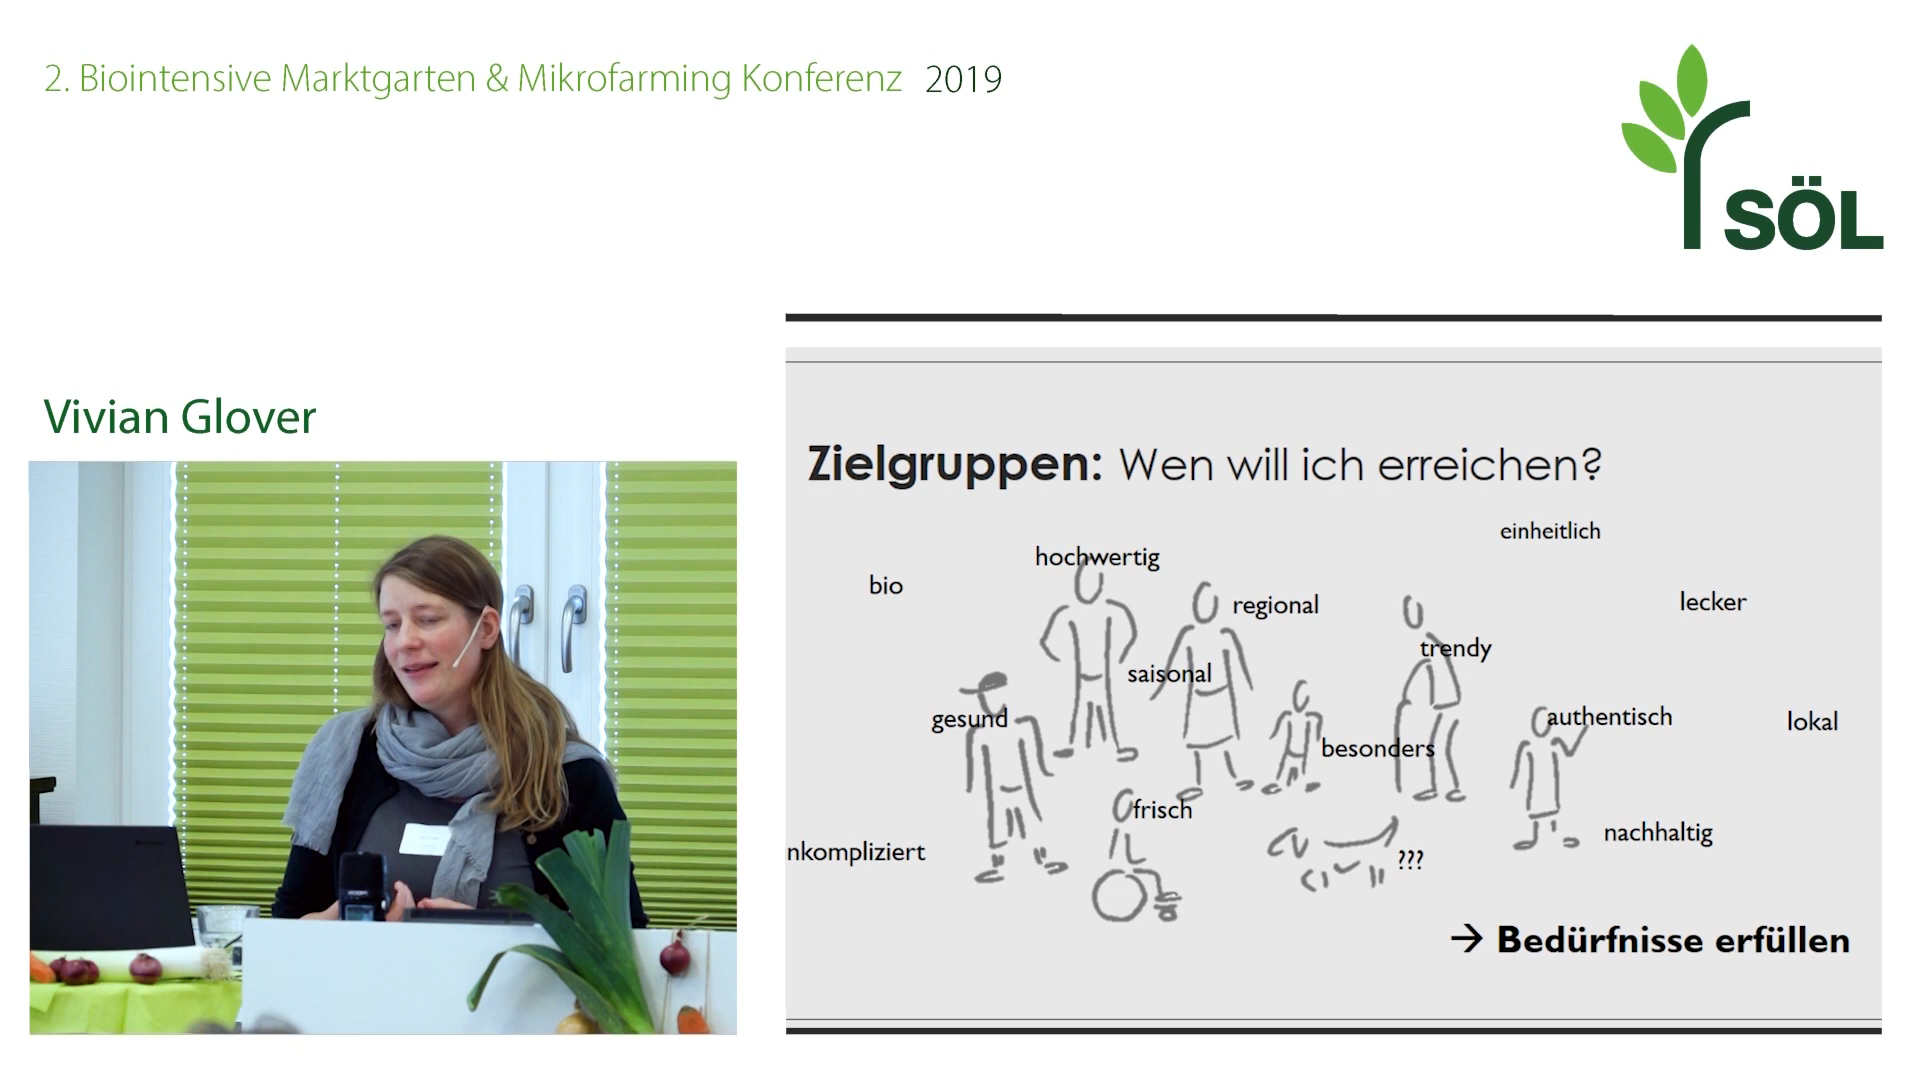 2. Biointensive Marktgarten & Mikrofarming Konferenz 2019
SÖL
Vivian Glover
Zielgruppen: Wen will ich erreichen?
einheitlich
hochwertig
bio
regional
lecker
trendy
saisonal
gesund
authentisch
lokal
besonders
frisch
nachhaltig
nkompliziert
???
→ Bedürfnisse erfüllen